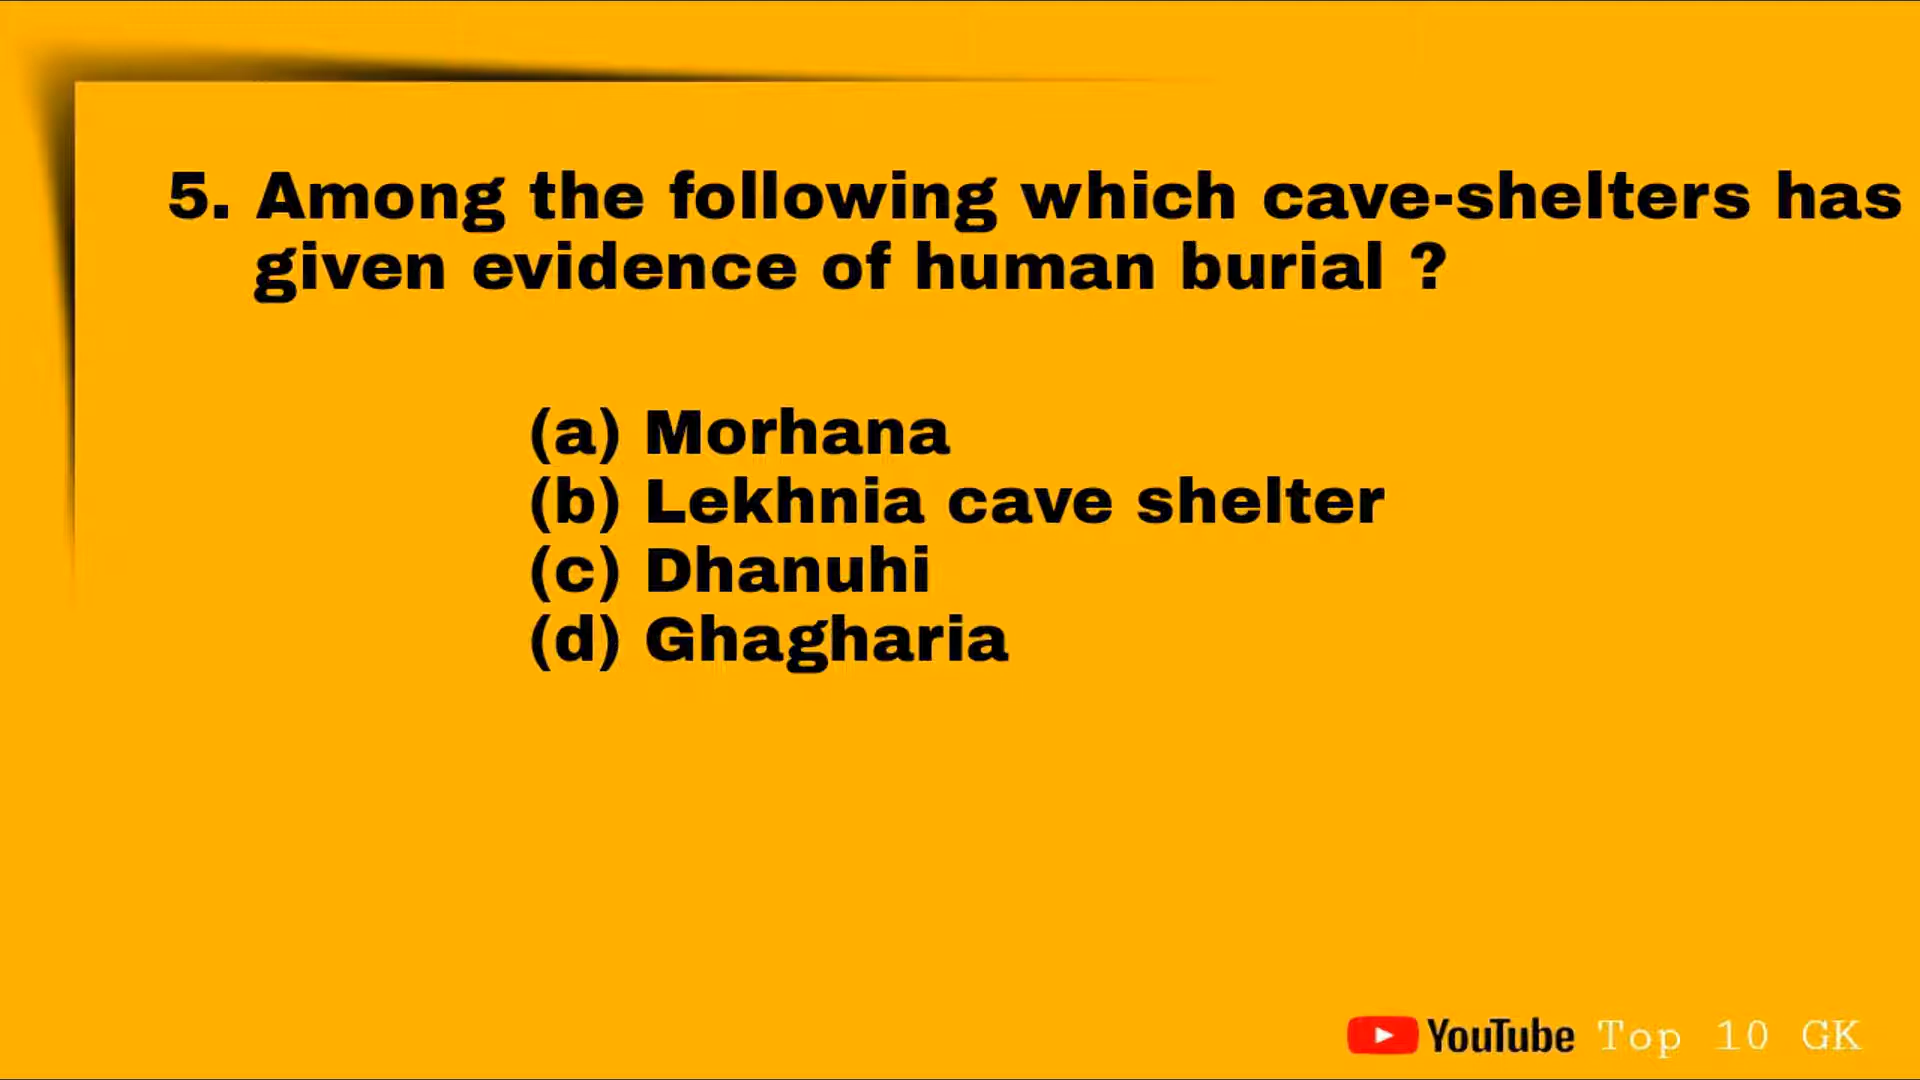 5. Among the following which cave-shelters has
given evidence of human burial ?
(a) Morhana
(b) Lekhnia cave shelter
(c) Dhanuhi
(d) Ghagharia
YouTube Top 10 GK